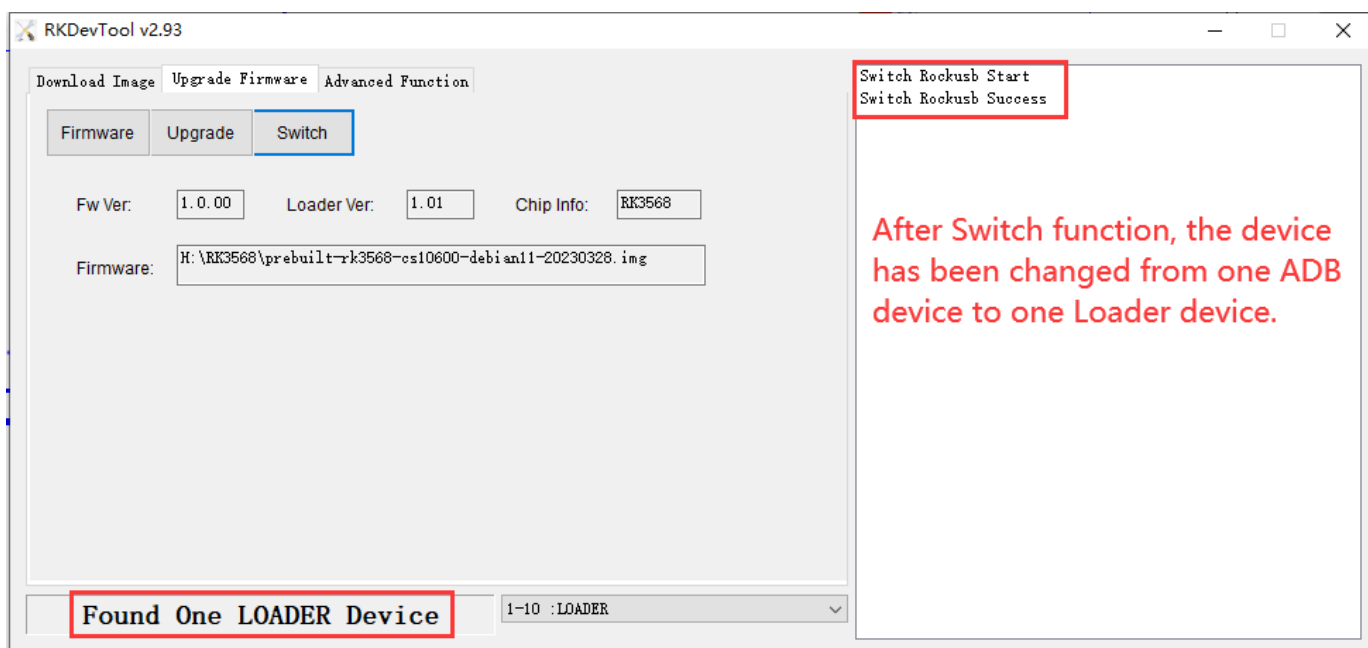 RKDevTool v2.93
Download Image Upgrade Firmware Advanced Function
Firmware Upgrade Switch
Fw Ver: 1.0.00 Loader Ver: 1.01 Chip Info: RK3568
Firmware: H:\RK3568\prebuilt-rk3568-cs10600-debian11-20230328.img
Found One LOADER Device 1-10 :LOADER
Switch Rockusb Start
Switch Rockusb Success
After Switch function, the device
has been changed from one ADB
device to one Loader device.